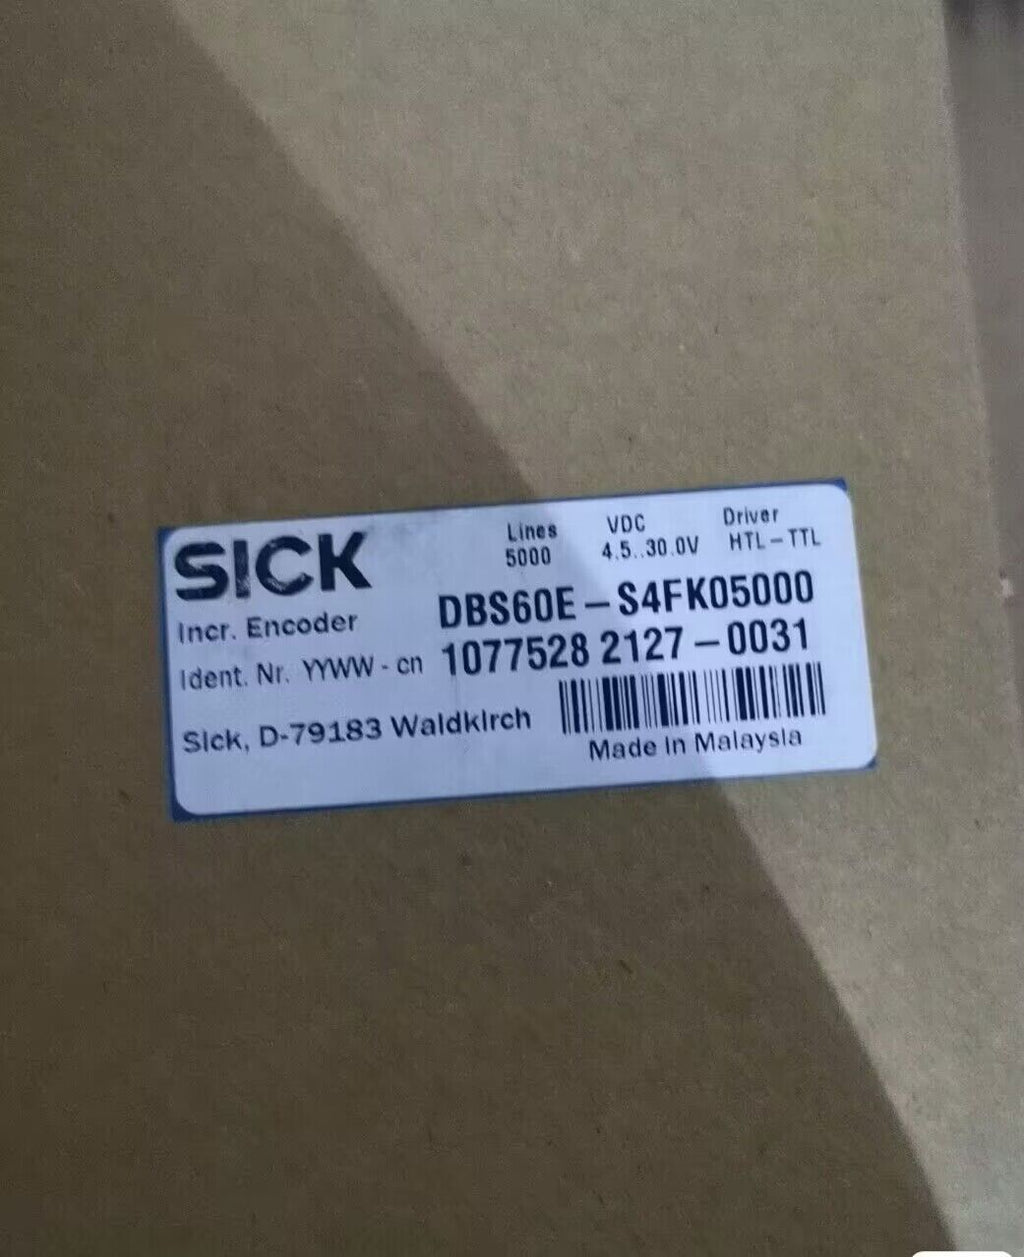 SICK
Lines VDC Driver
5000 4.5..30.0V HTL-TTL
Incr. Encoder DBS60E-S4FK05000
Ident. Nr. YYWW-cn 1077528 2127-0031
Sick, D-79183 Waldkirch
Made in Malaysia